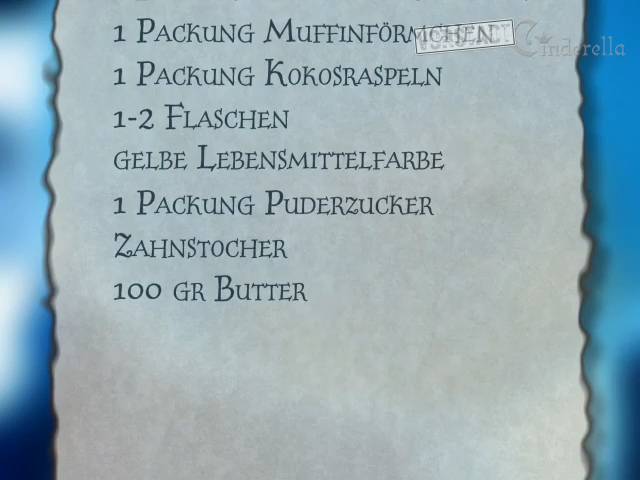 1 Packung Muffinförmchen
Cinderella
1 Packung Kokosraspeln
1-2 Flaschen
gelbe Lebensmittelfarbe
1 Packung Puderzucker
Zahnstocher
100 gr Butter